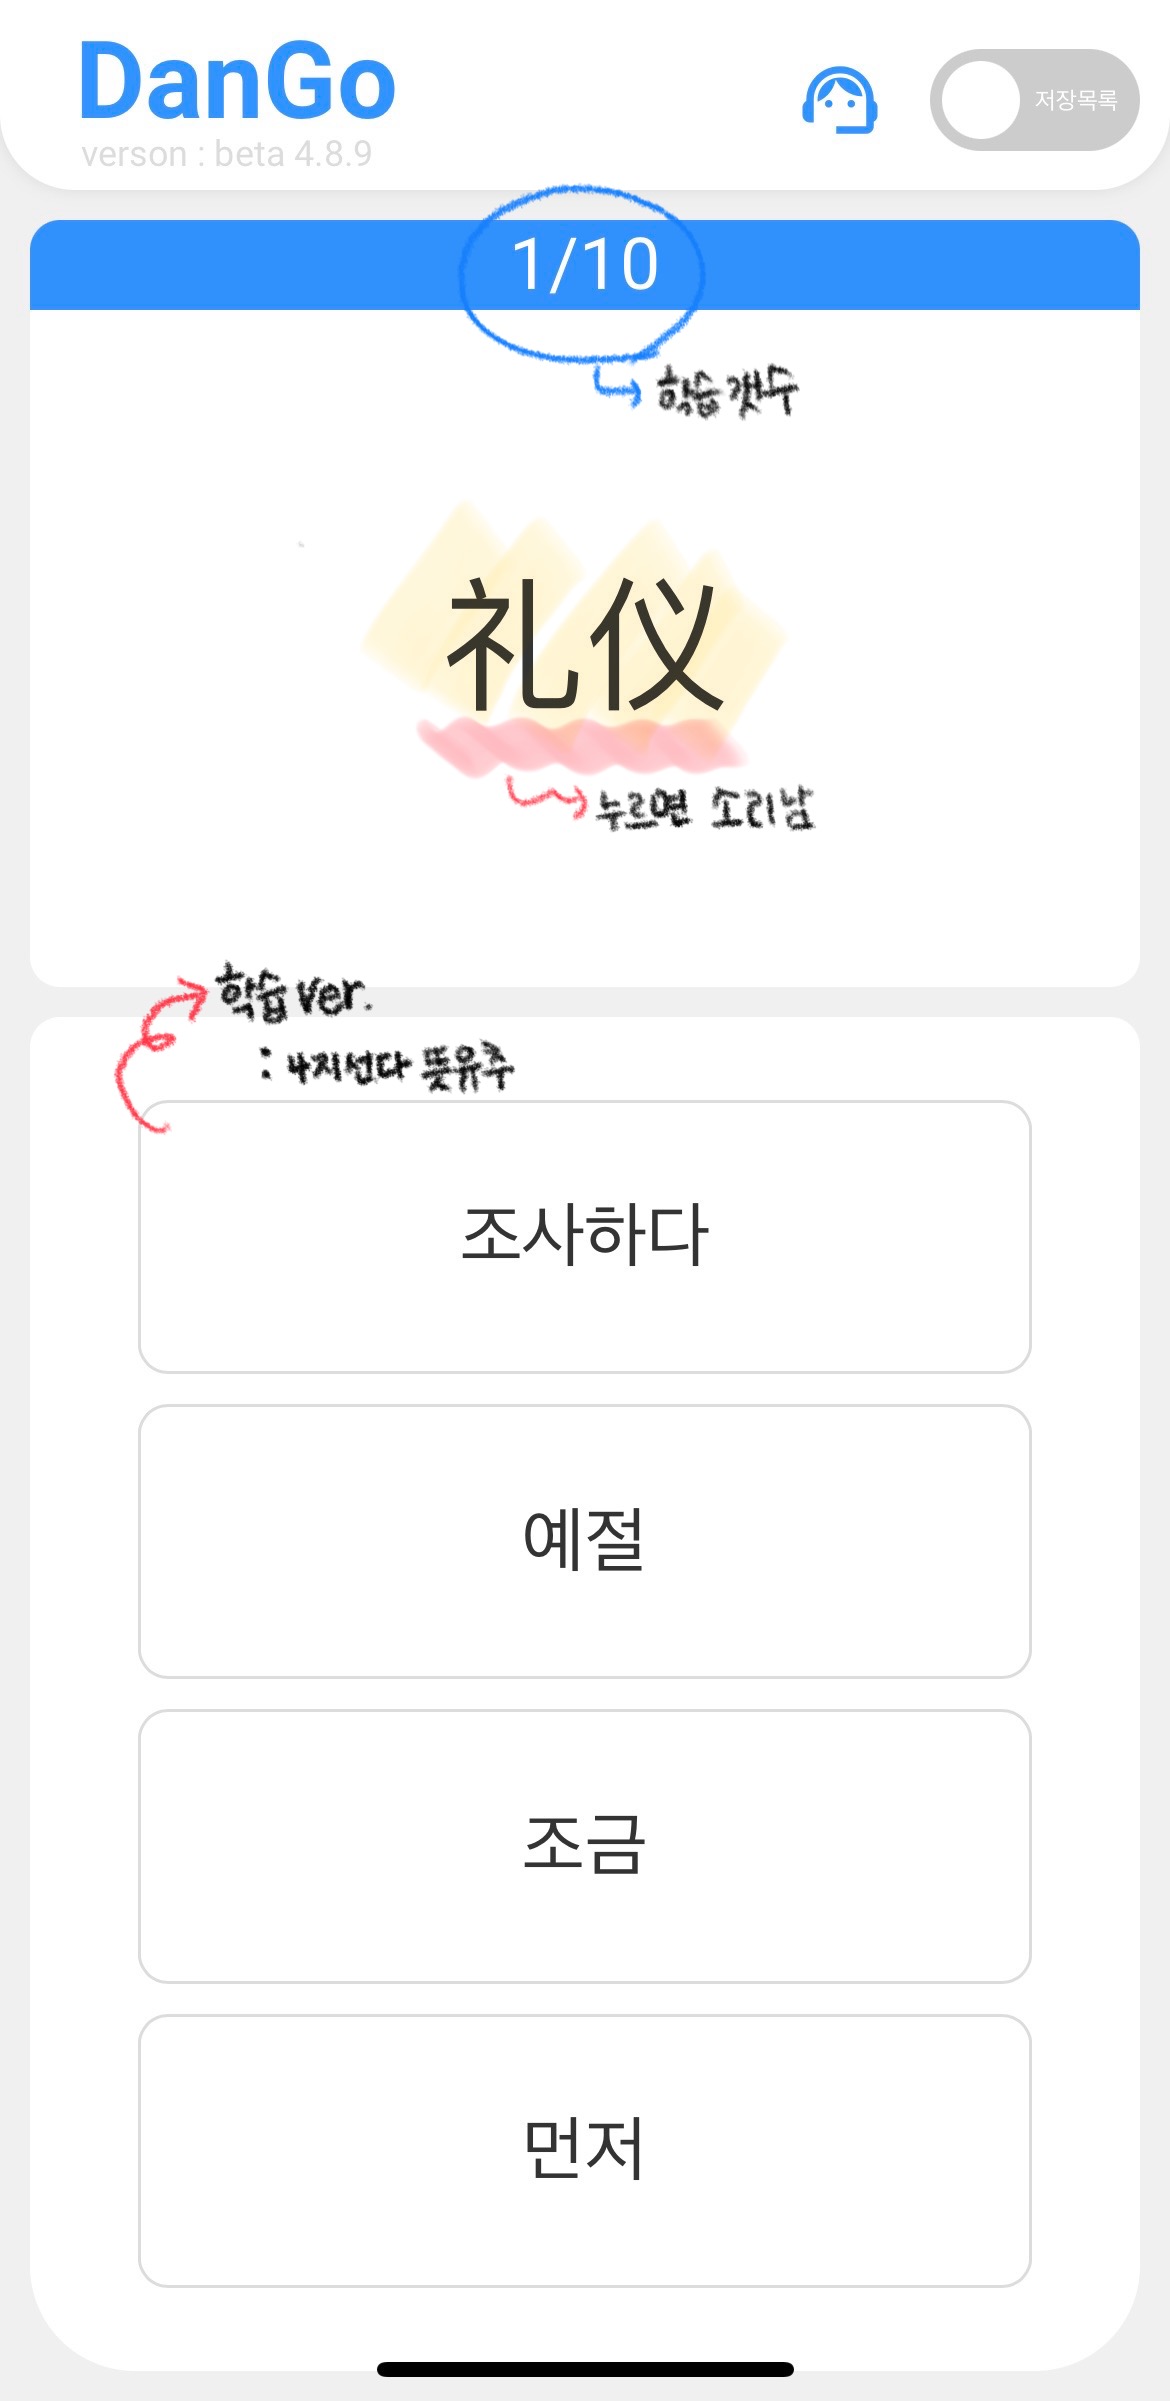 DanGo
verson : beta 4.8.9
저장목록
1/10
학습 갯수
礼仪
누르면 소리남
학습 ver.
: 4지선다 뜻유추
조사하다
예절
조금
먼저